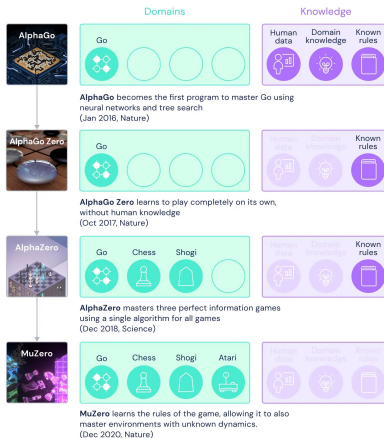 Domains
Knowledge
AlphaGo
Go
Human data
Domain knowledge
Known rules
AlphaGo becomes the first program to master Go using
neural networks and tree search
(Jan 2016, Nature)
AlphaGo Zero
Go
Human data
Domain knowledge
Known rules
AlphaGo Zero learns to play completely on its own,
without human knowledge
(Oct 2017, Nature)
AlphaZero
Go
Chess
Shogi
Human data
Domain knowledge
Known rules
AlphaZero masters three perfect information games
using a single algorithm for all games
(Dec 2018, Science)
MuZero
Go
Chess
Shogi
Atari
Human data
Domain knowledge
Known rules
MuZero learns the rules of the game, allowing it to also
master environments with unknown dynamics.
(Dec 2020, Nature)